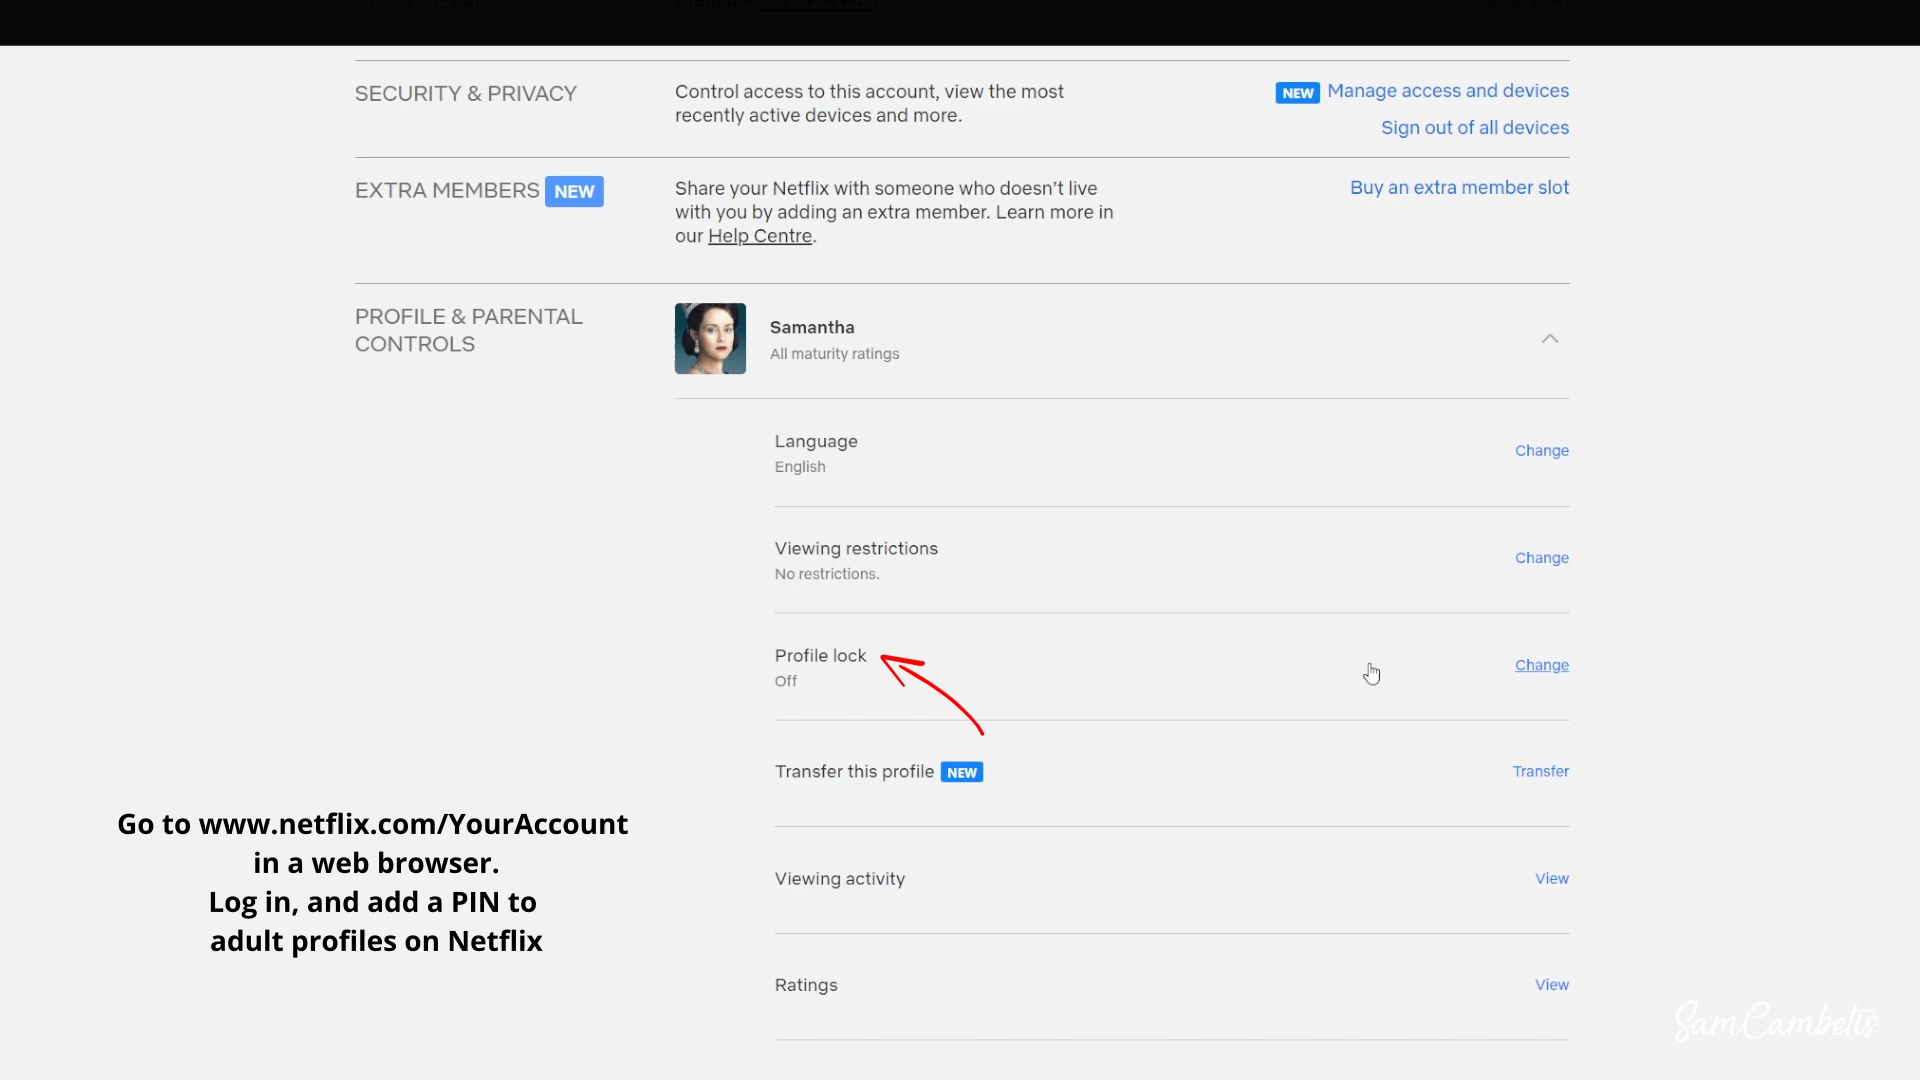 SECURITY & PRIVACY
Control access to this account, view the most
recently active devices and more.
NEW Manage access and devices
Sign out of all devices
EXTRA MEMBERS NEW
Share your Netflix with someone who doesn’t live
with you by adding an extra member. Learn more in
our Help Centre.
Buy an extra member slot
PROFILE & PARENTAL
CONTROLS
Samantha
All maturity ratings
Language
English
Change
Viewing restrictions
No restrictions.
Change
Profile lock
Off
Change
Transfer this profile NEW
Transfer
Viewing activity
View
Ratings
View
Go to www.netflix.com/YourAccount
in a web browser.
Log in, and add a PIN to
adult profiles on Netflix
SamCambetts